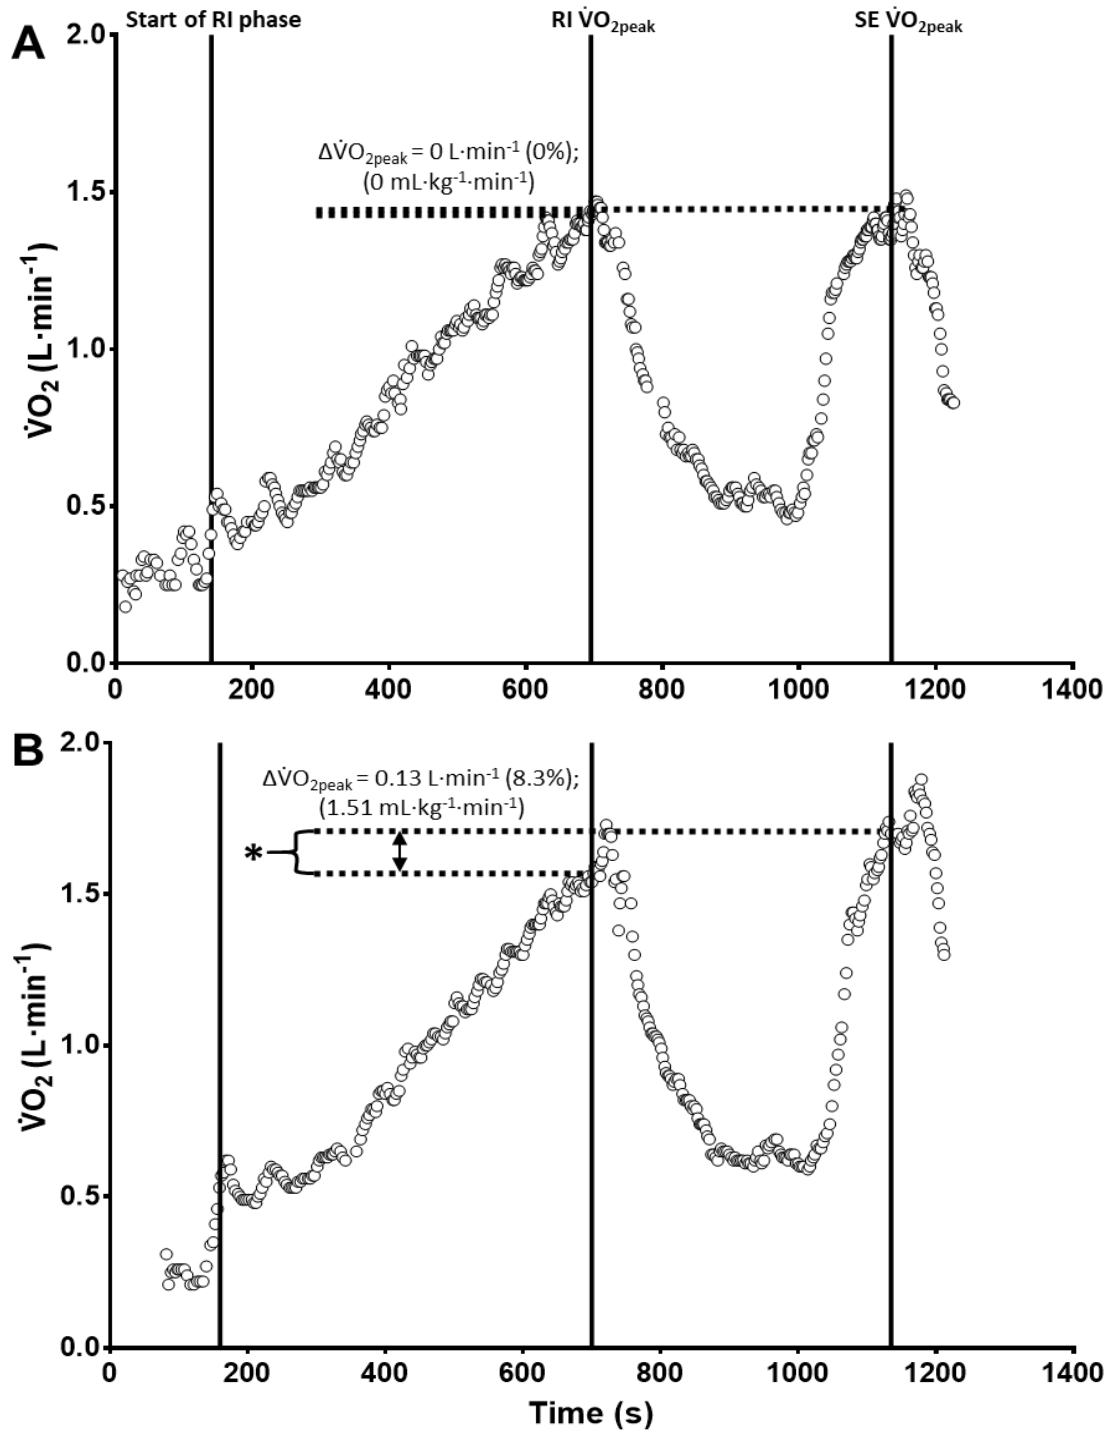 Start of RI phase RI V̇O₂peak SE V̇O₂peak
A
2.0
ΔV̇O₂peak = 0 L·min⁻¹ (0%);
(0 mL·kg⁻¹·min⁻¹)
1.5
1.0
0.5
0.0
V̇O₂ (L·min⁻¹)
0 200 400 600 800 1000 1200 1400
B
2.0
ΔV̇O₂peak = 0.13 L·min⁻¹ (8.3%);
(1.51 mL·kg⁻¹·min⁻¹)
*
1.5
1.0
0.5
0.0
V̇O₂ (L·min⁻¹)
0 200 400 600 800 1000 1200 1400
Time (s)